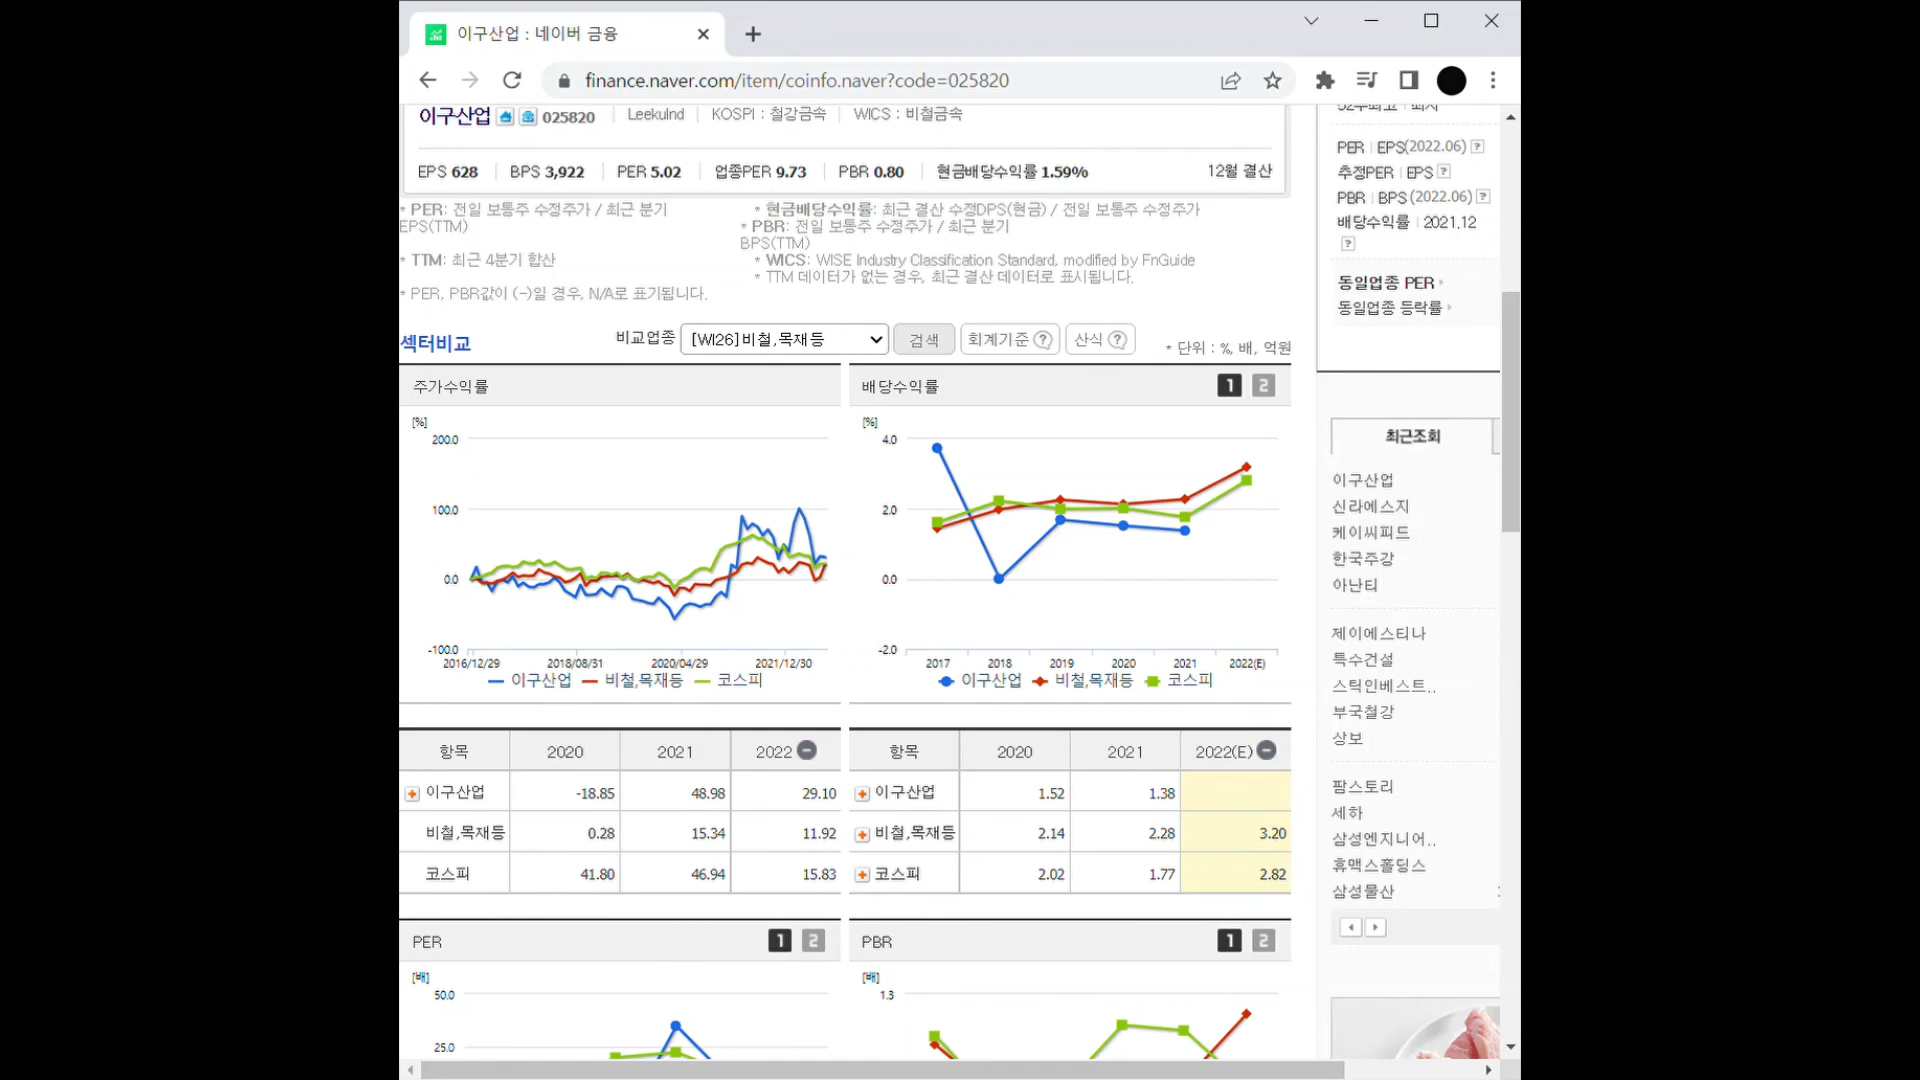 이구산업 : 네이버 금융
finance.naver.com/item/coinfo.naver?code=025820
이구산업 025820 LeekuInd KOSPI : 철강금속 WICS : 비철금속
EPS 628 BPS 3,922 PER 5.02 업종PER 9.73 PBR 0.80 현금배당수익률 1.59% 12월 결산
* PER: 전일 보통주 수정주가 / 최근 분기 EPS(TTM)
* 현금배당수익률: 최근 결산 수정DPS(현금) / 전일 보통주 수정주가
* PBR: 전일 보통주 수정주가 / 최근 분기 BPS(TTM)
* TTM: 최근 4분기 합산
* WICS: WISE Industry Classification Standard, modified by FnGuide
* TTM 데이터가 없는 경우, 최근 결산 데이터로 표시됩니다.
* PER, PBR값이 (-)일 경우, N/A로 표기됩니다.
섹터비교 비교업종 [WI26]비철,목재등 검색 회계기준 ? 산식 ? * 단위 : %, 배, 억원
주가수익률
[%]
200.0
100.0
0.0
-100.0
2016/12/29 2018/08/31 2020/04/29 2021/12/30
이구산업 비철,목재등 코스피
배당수익률 1 2
[%]
4.0
2.0
0.0
-2.0
2017 2018 2019 2020 2021 2022(E)
이구산업 비철,목재등 코스피
항목 2020 2021 2022
이구산업 -18.85 48.98 29.10
비철,목재등 0.28 15.34 11.92
코스피 41.80 46.94 15.83
항목 2020 2021 2022(E)
이구산업 1.52 1.38
비철,목재등 2.14 2.28 3.20
코스피 2.02 1.77 2.82
PER 1 2
[배]
50.0
25.0
PBR 1 2
[배]
1.3
52주최고 최저
PER EPS(2022.06) ?
추정PER EPS ?
PBR BPS (2022.06) ?
배당수익률 2021.12
?
동일업종 PER
동일업종 등락률
최근조회
이구산업
신라에스지
케이씨피드
한국주강
아난티
제이에스티나
특수건설
스틱인베스트..
부국철강
상보
팜스토리
세하
삼성엔지니어..
휴맥스홀딩스
삼성물산